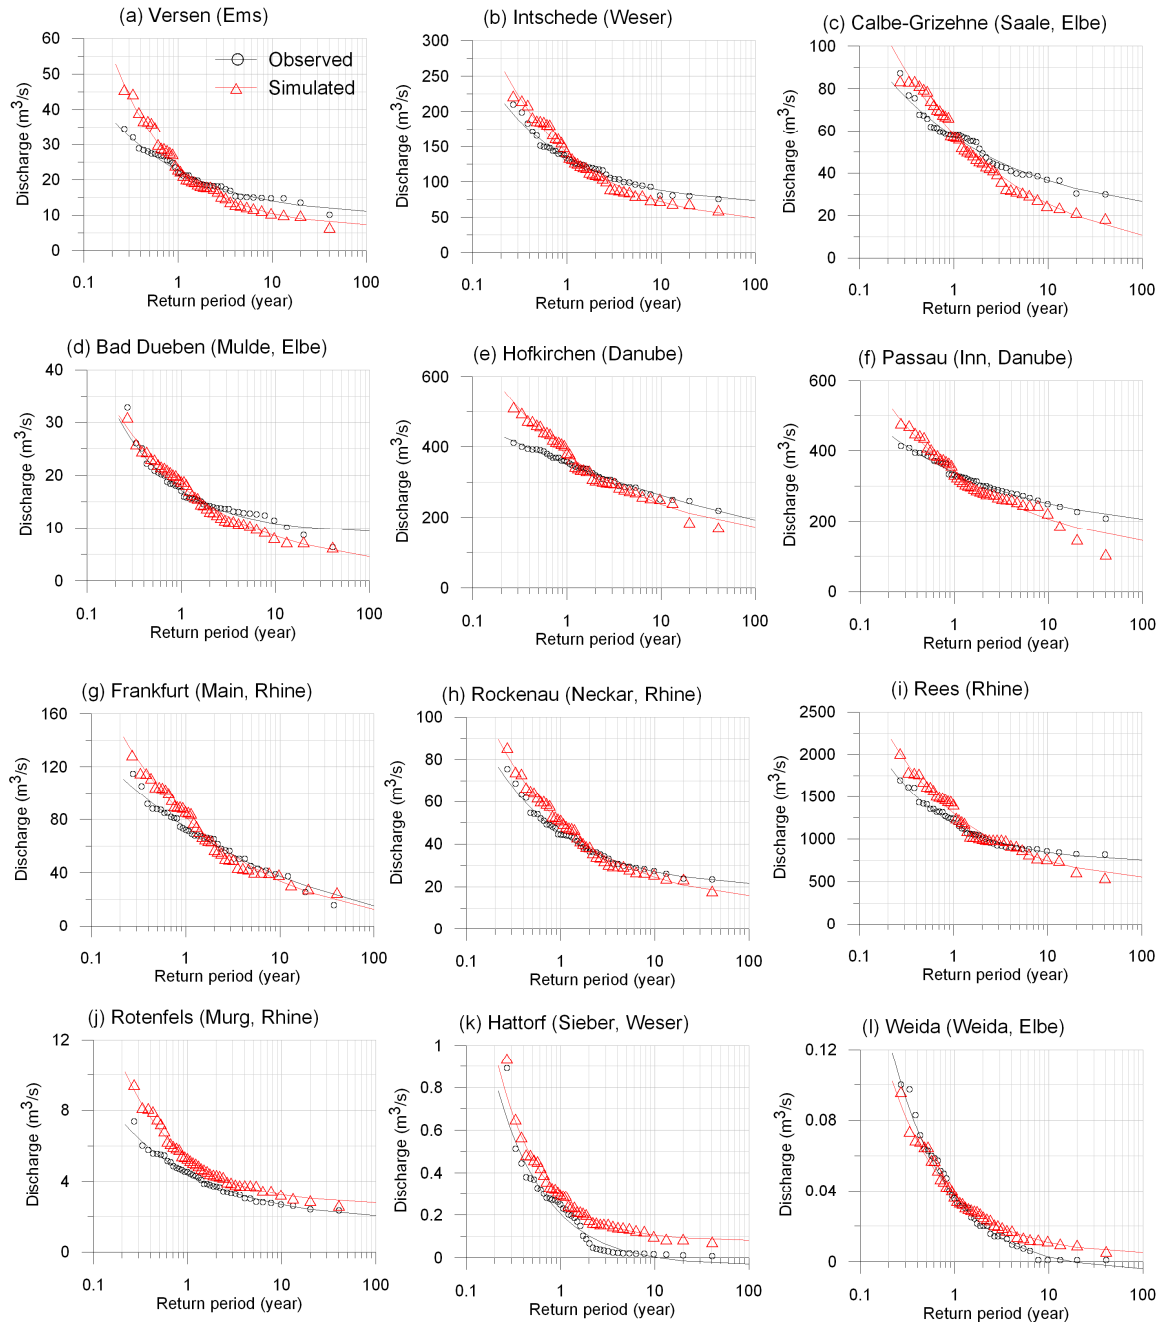 (a) Versen (Ems)
(b) Intschede (Weser)
(c) Calbe-Grizehne (Saale, Elbe)
Discharge (m³/s)
60
50
40
30
20
10
0
Observed
Simulated
0.1 1 10 100
Return period (year)
Discharge (m³/s)
300
250
200
150
100
50
0
0.1 1 10 100
Return period (year)
Discharge (m³/s)
100
80
60
40
20
0
0.1 1 10 100
Return period (year)
(d) Bad Dueben (Mulde, Elbe)
(e) Hofkirchen (Danube)
(f) Passau (Inn, Danube)
Discharge (m³/s)
40
30
20
10
0
0.1 1 10 100
Return period (year)
Discharge (m³/s)
600
400
200
0
0.1 1 10 100
Return period (year)
Discharge (m³/s)
600
400
200
0
0.1 1 10 100
Return period (year)
(g) Frankfurt (Main, Rhine)
(h) Rockenau (Neckar, Rhine)
(i) Rees (Rhine)
Discharge (m³/s)
160
120
80
40
0
0.1 1 10 100
Return period (year)
Discharge (m³/s)
100
80
60
40
20
0
0.1 1 10 100
Return period (year)
Discharge (m³/s)
2500
2000
1500
1000
500
0
0.1 1 10 100
Return period (year)
(j) Rotenfels (Murg, Rhine)
(k) Hattorf (Sieber, Weser)
(l) Weida (Weida, Elbe)
Discharge (m³/s)
12
8
4
0
0.1 1 10 100
Return period (year)
Discharge (m³/s)
1
0.8
0.6
0.4
0.2
0
0.1 1 10 100
Return period (year)
Discharge (m³/s)
0.12
0.08
0.04
0
0.1 1 10 100
Return period (year)